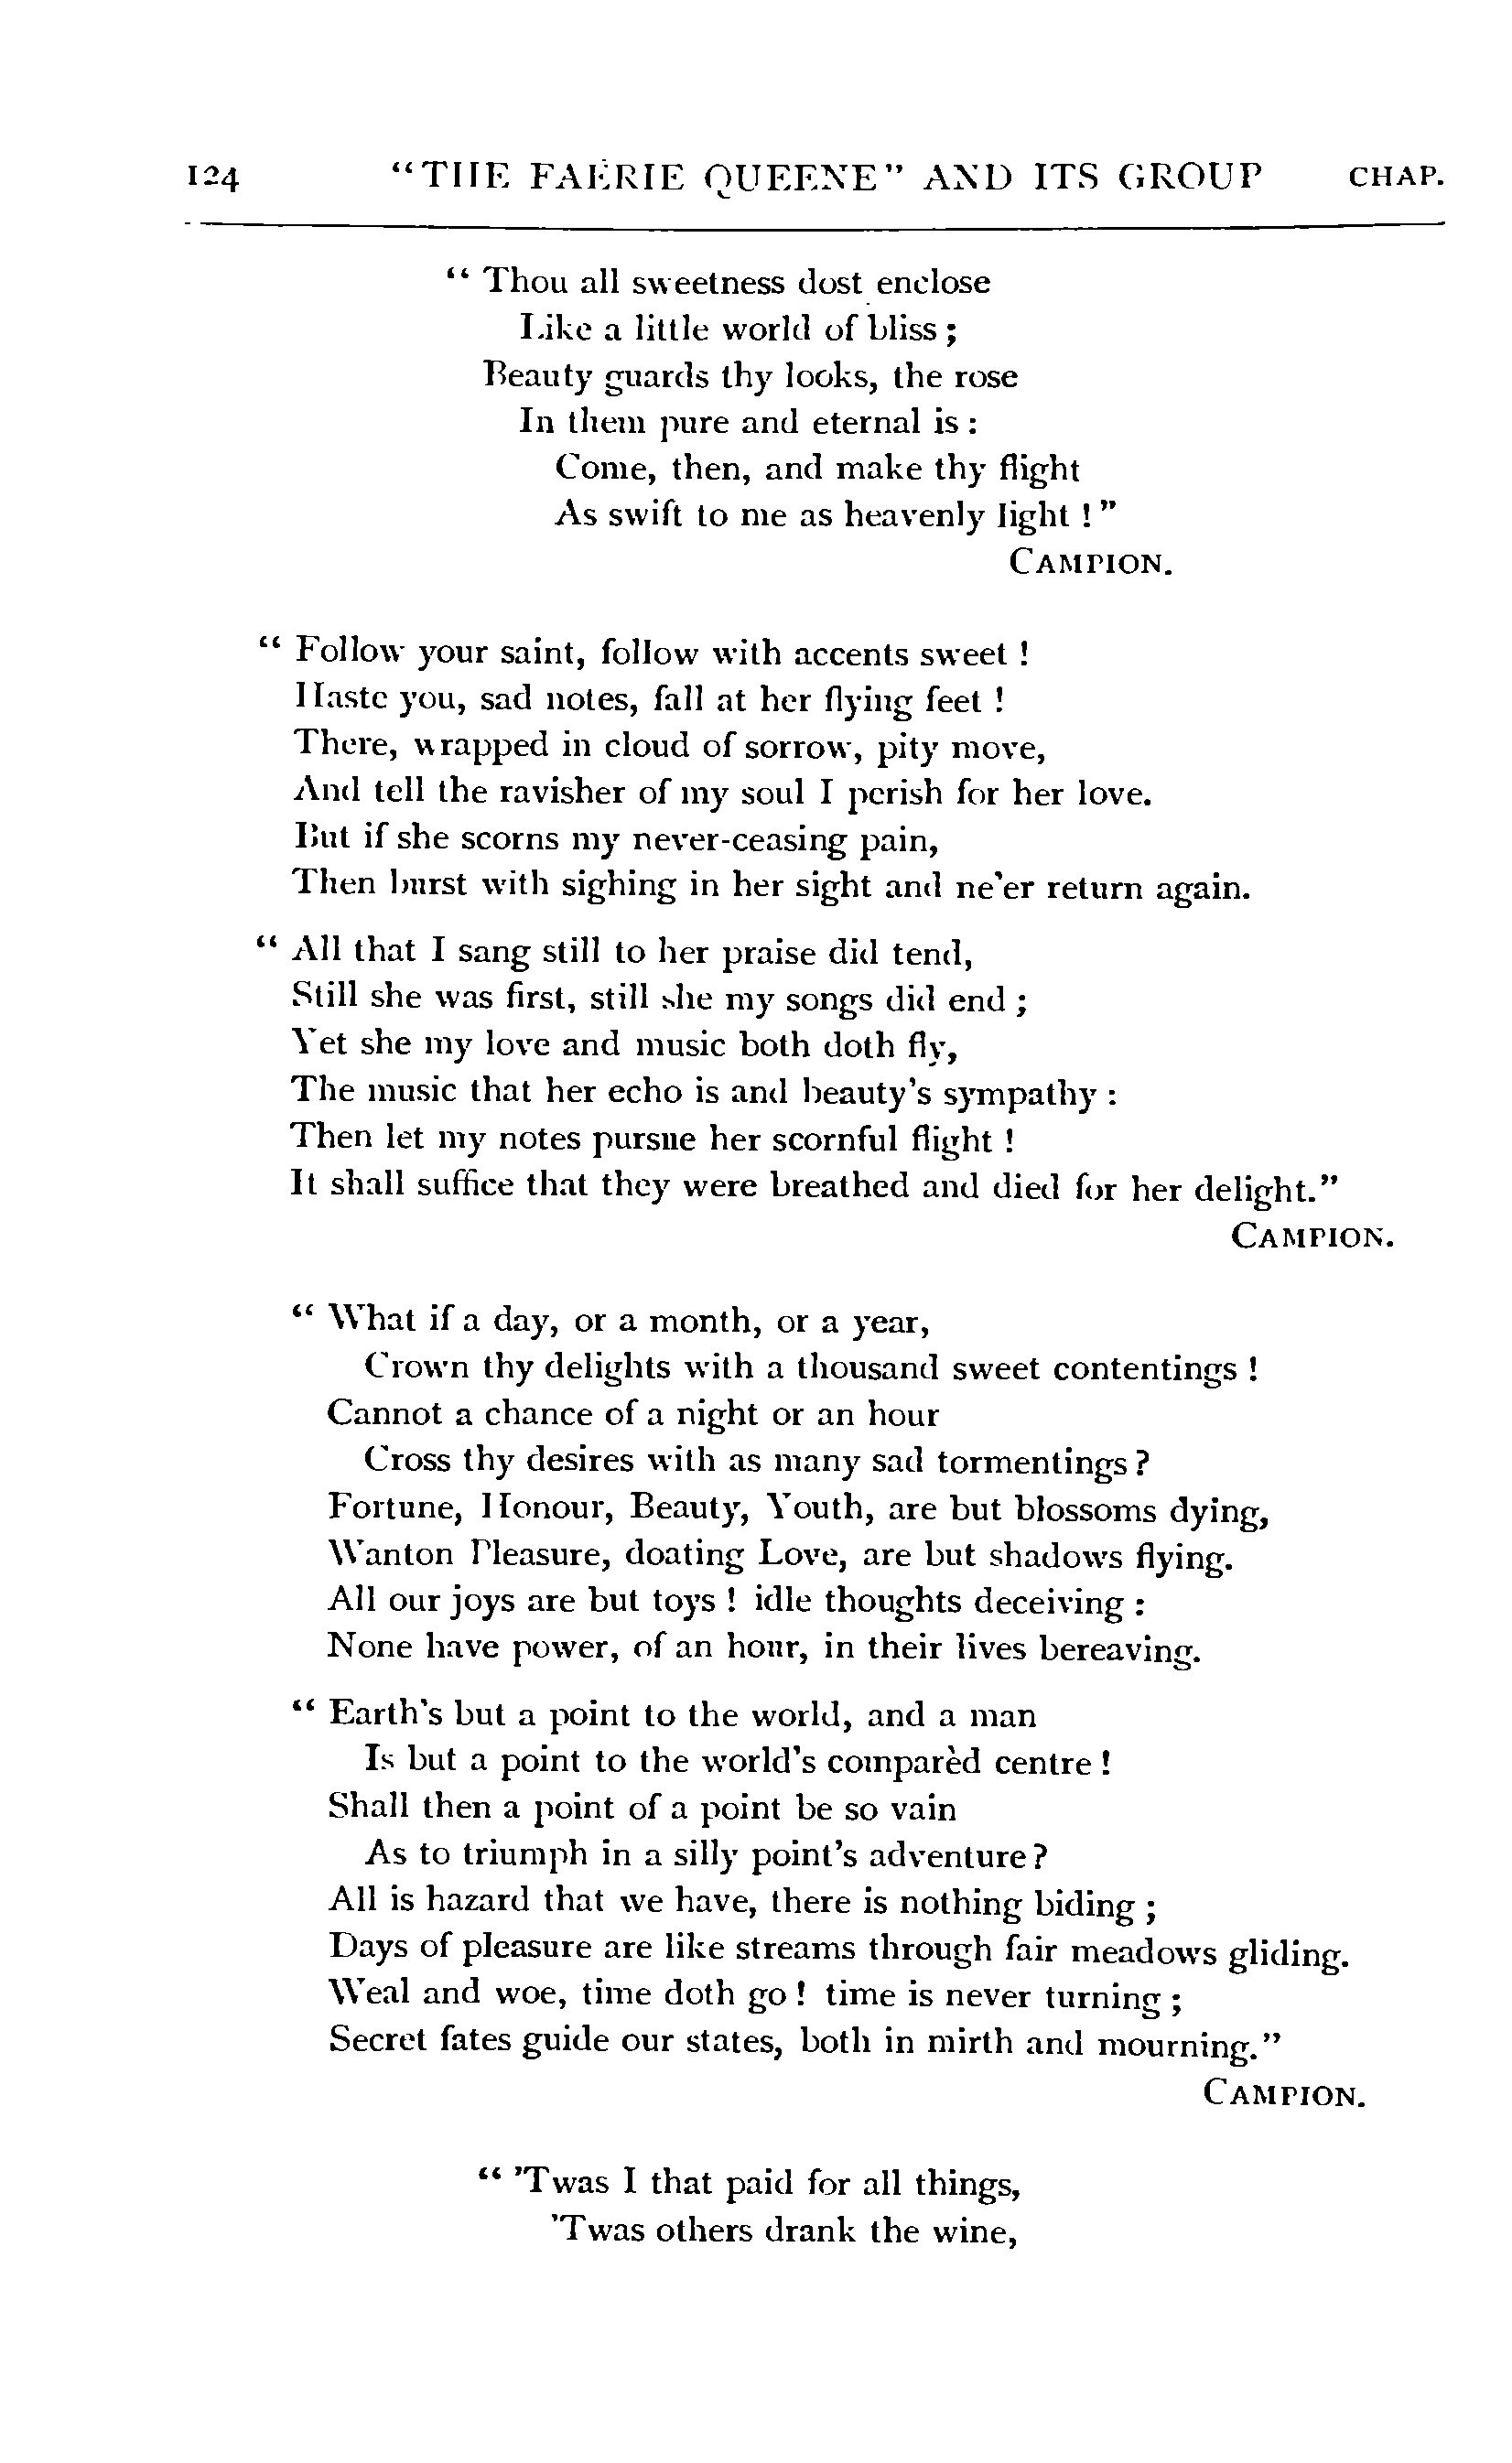 124 "THE FAËRIE QUEENE" AND ITS GROUP CHAP.
" Thou all sweetness dost enclose
Like a little world of bliss ;
Beauty guards thy looks, the rose
In them pure and eternal is :
Come, then, and make thy flight
As swift to me as heavenly light ! "
CAMPION.
" Follow your saint, follow with accents sweet !
Haste you, sad notes, fall at her flying feet !
There, wrapped in cloud of sorrow, pity move,
And tell the ravisher of my soul I perish for her love.
But if she scorns my never-ceasing pain,
Then burst with sighing in her sight and ne'er return again.
" All that I sang still to her praise did tend,
Still she was first, still she my songs did end ;
Yet she my love and music both doth fly,
The music that her echo is and beauty's sympathy :
Then let my notes pursue her scornful flight !
It shall suffice that they were breathed and died for her delight."
CAMPION.
" What if a day, or a month, or a year,
Crown thy delights with a thousand sweet contentings !
Cannot a chance of a night or an hour
Cross thy desires with as many sad tormentings ?
Fortune, Honour, Beauty, Youth, are but blossoms dying,
Wanton Pleasure, doating Love, are but shadows flying.
All our joys are but toys ! idle thoughts deceiving :
None have power, of an hour, in their lives bereaving.
" Earth's but a point to the world, and a man
Is but a point to the world's comparèd centre !
Shall then a point of a point be so vain
As to triumph in a silly point's adventure ?
All is hazard that we have, there is nothing biding ;
Days of pleasure are like streams through fair meadows gliding.
Weal and woe, time doth go ! time is never turning ;
Secret fates guide our states, both in mirth and mourning."
CAMPION.
" 'Twas I that paid for all things,
'Twas others drank the wine,